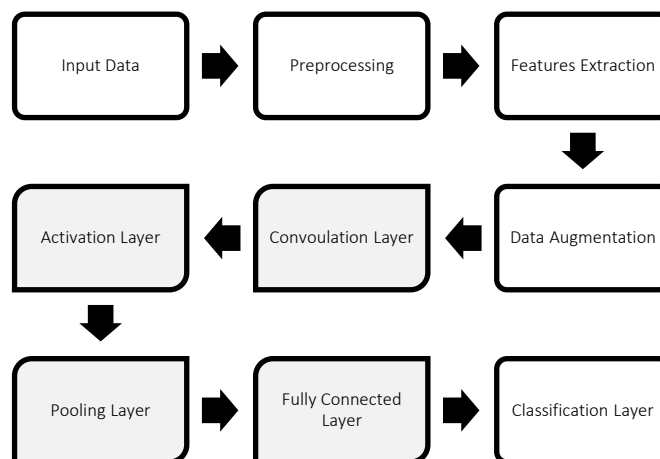 Input Data
Preprocessing
Features Extraction
Activation Layer
Convoulation Layer
Data Augmentation
Pooling Layer
Fully Connected
Layer
Classification Layer